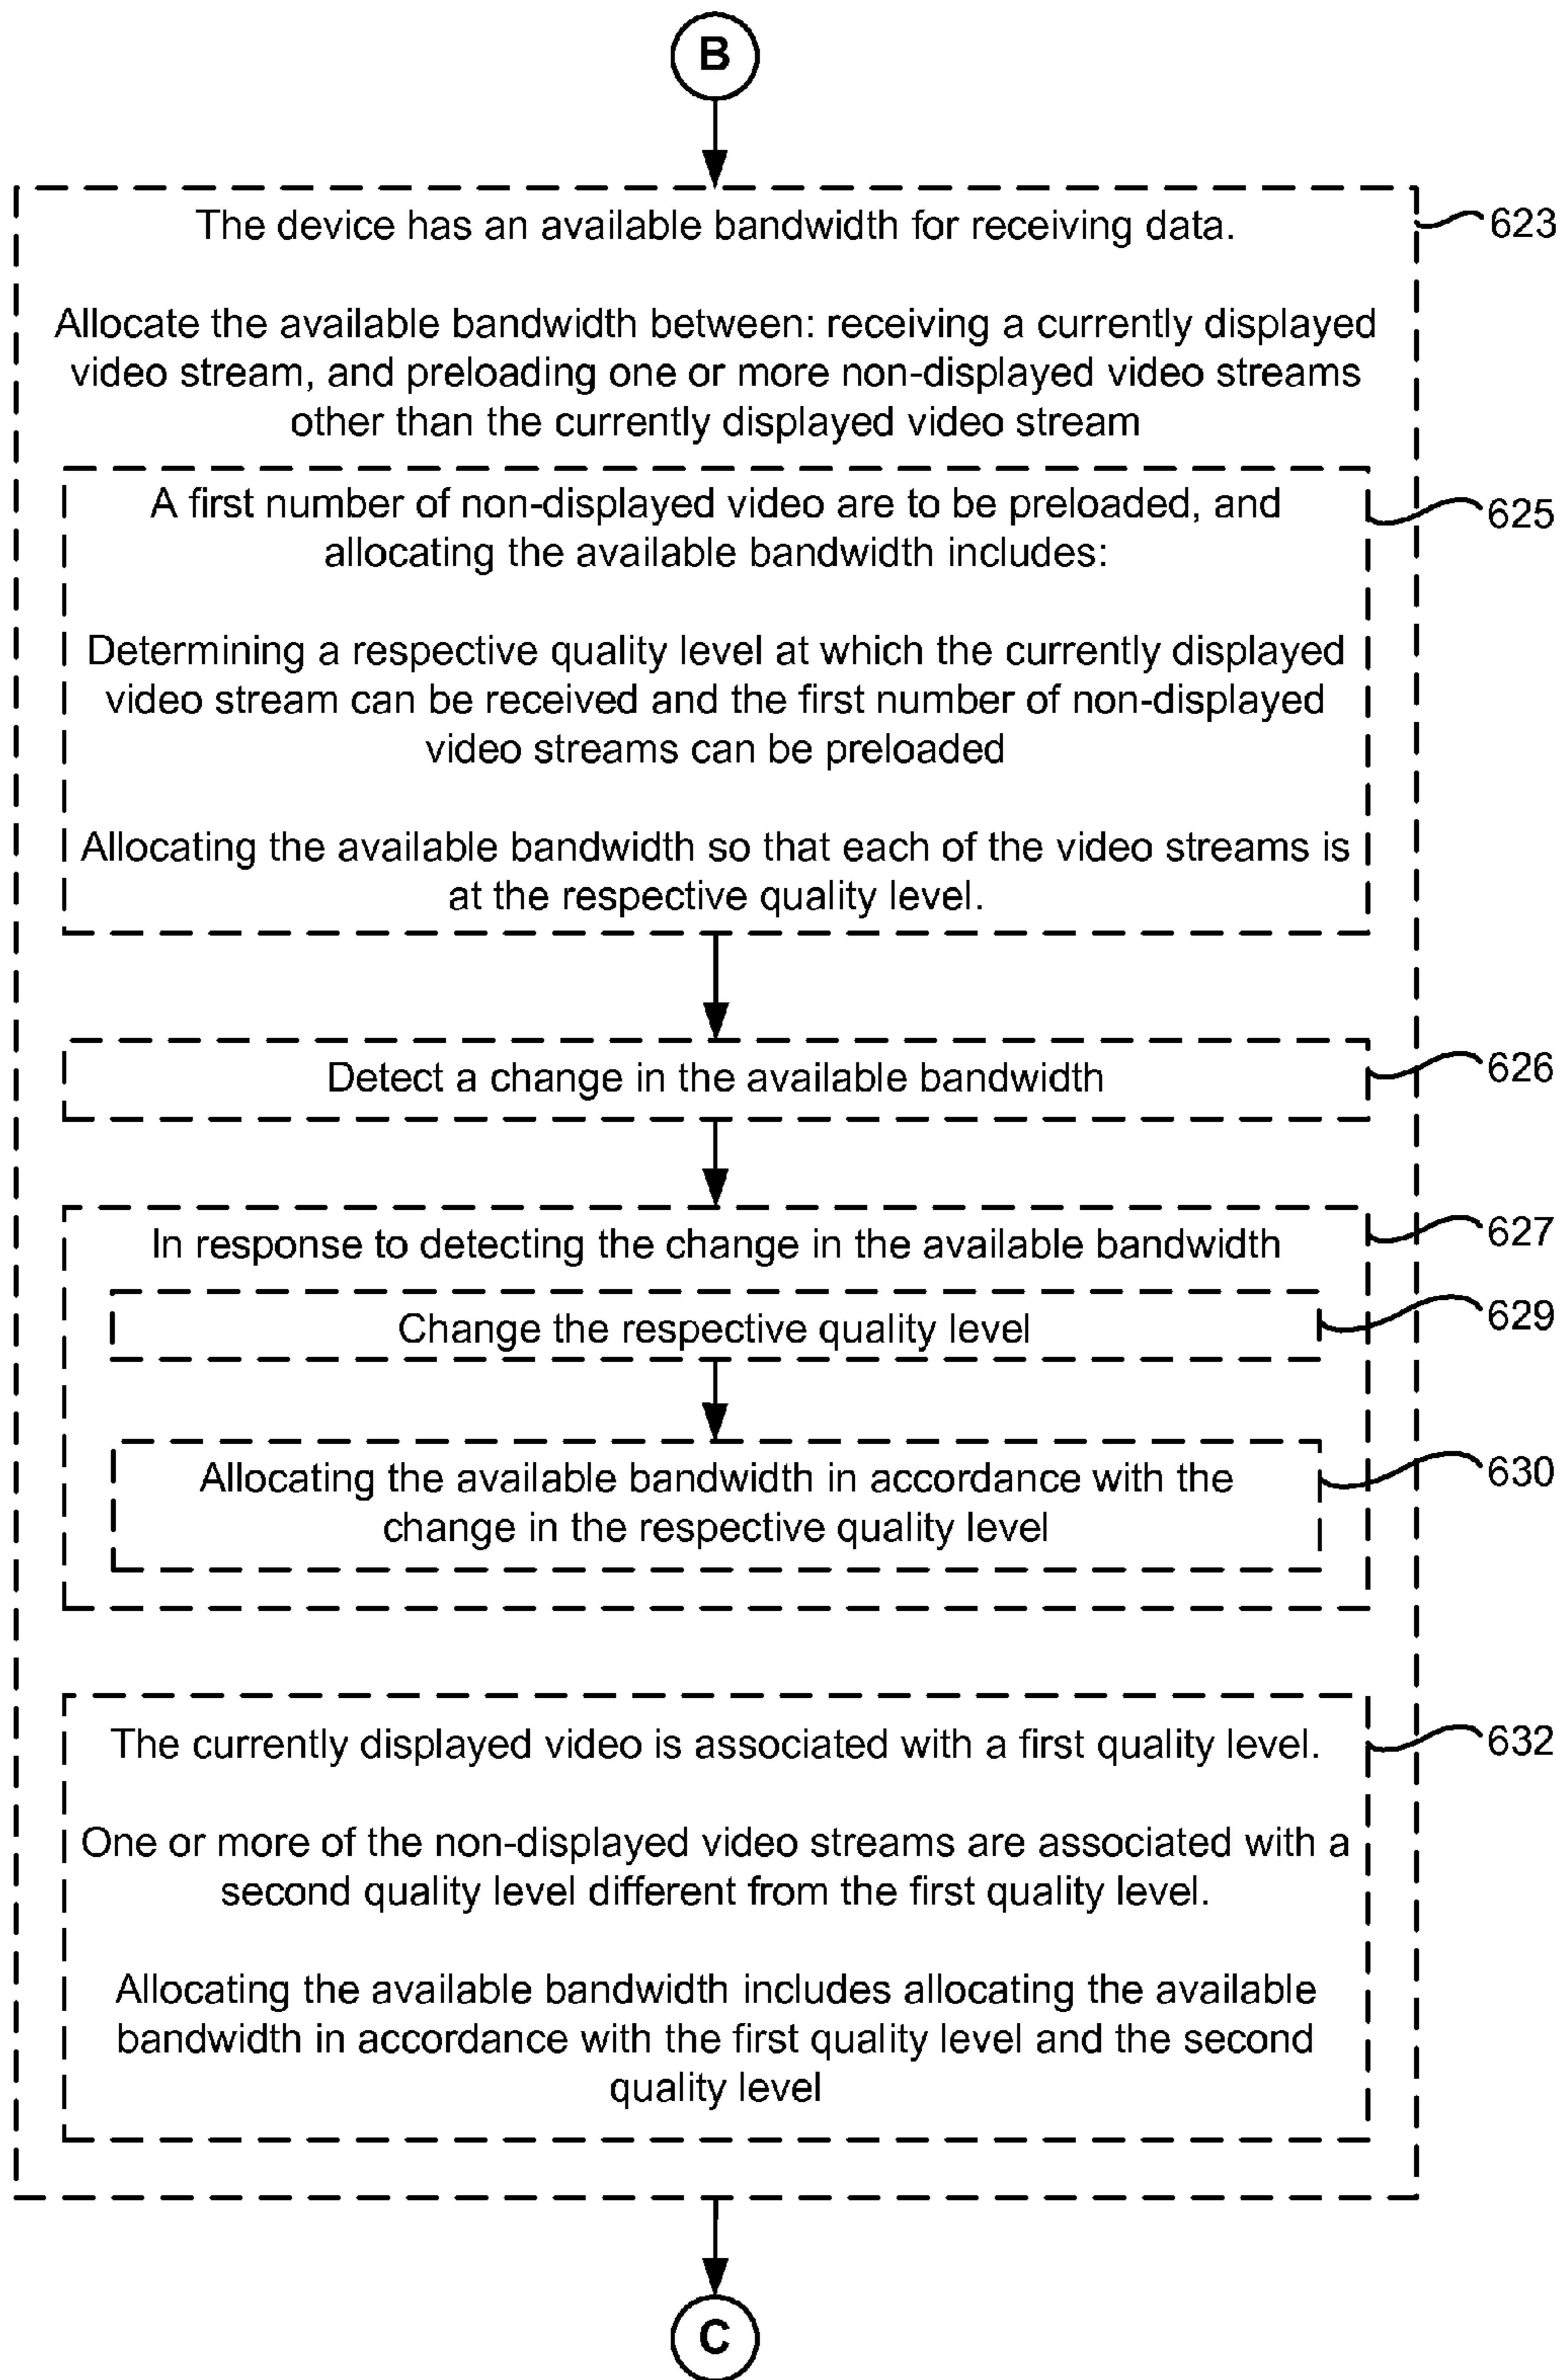 B
The device has an available bandwidth for receiving data.
623
Allocate the available bandwidth between: receiving a currently displayed
video stream, and preloading one or more non-displayed video streams
other than the currently displayed video stream
A first number of non-displayed video are to be preloaded, and
625
allocating the available bandwidth includes:
Determining a respective quality level at which the currently displayed
video stream can be received and the first number of non-displayed
video streams can be preloaded
Allocating the available bandwidth so that each of the video streams is
at the respective quality level.
Detect a change in the available bandwidth
626
In response to detecting the change in the available bandwidth
627
Change the respective quality level
629
Allocating the available bandwidth in accordance with the
630
change in the respective quality level
The currently displayed video is associated with a first quality level.
632
One or more of the non-displayed video streams are associated with a
second quality level different from the first quality level.
Allocating the available bandwidth includes allocating the available
bandwidth in accordance with the first quality level and the second
quality level
C